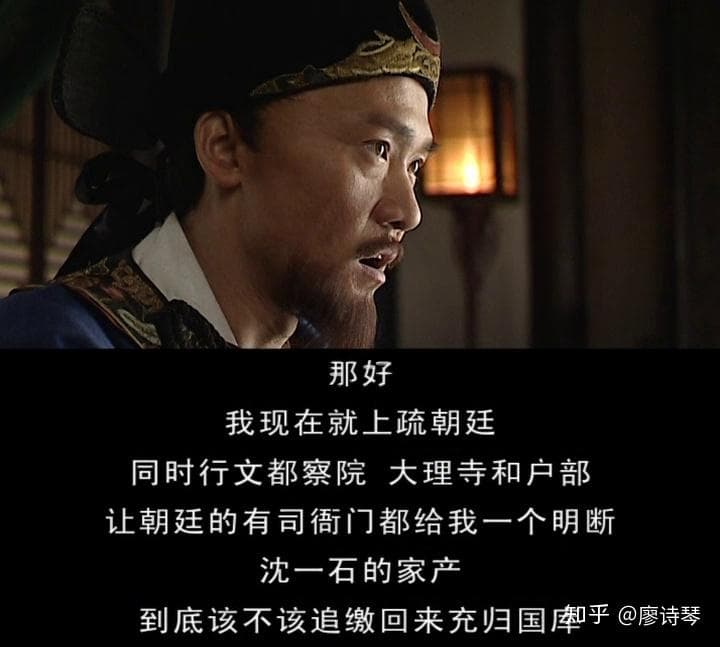 那好
我现在就上疏朝廷
同时行文都察院 大理寺和户部
让朝廷的有司衙门都给我一个明断
沈一石的家产
到底该不该追缴回来充归国库
知乎 @廖诗琴